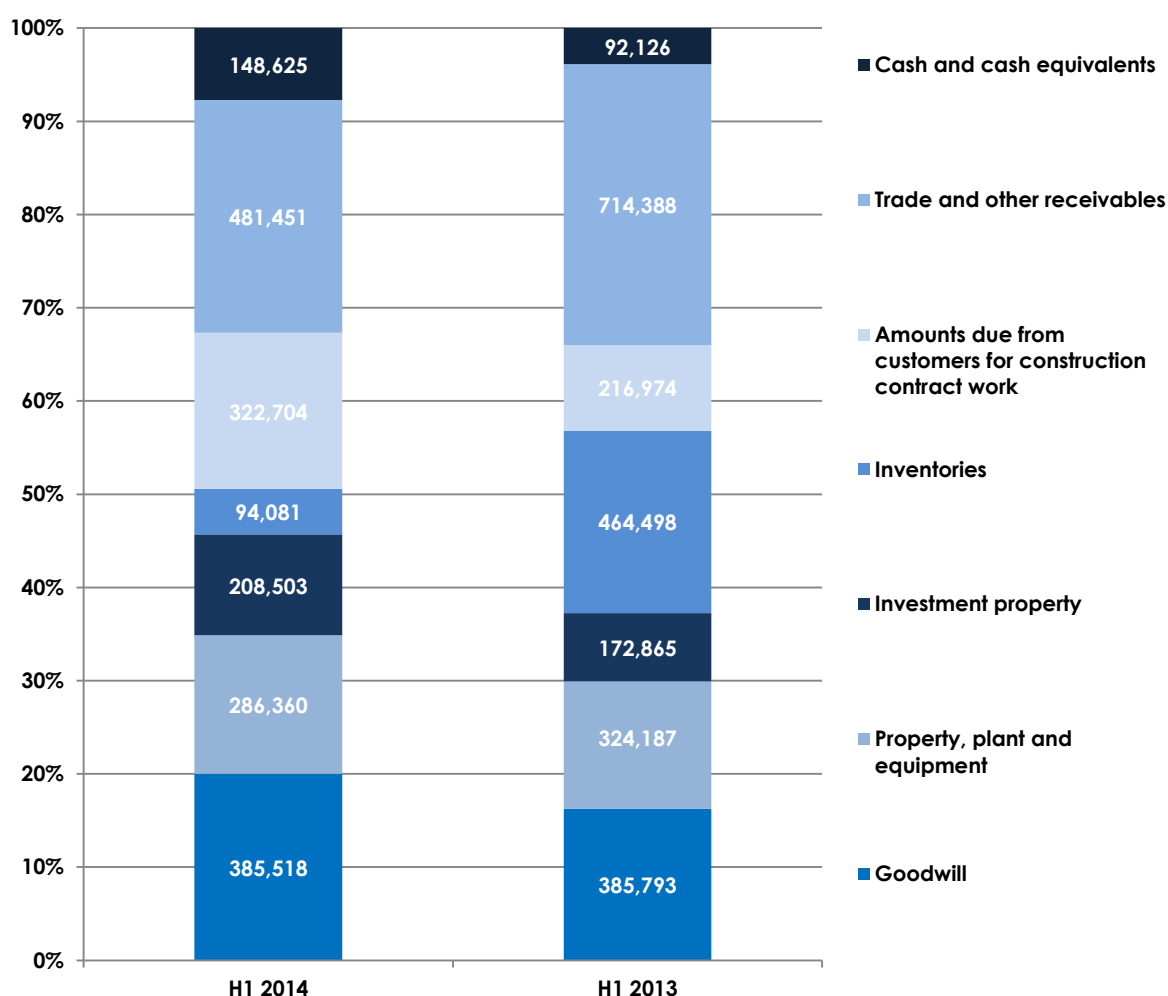 100%
90%
80%
70%
60%
50%
40%
30%
20%
10%
0%
148,625
481,451
322,704
94,081
208,503
286,360
385,518
92,126
714,388
216,974
464,498
172,865
324,187
385,793
H1 2014
H1 2013
Cash and cash equivalents
Trade and other receivables
Amounts due from
customers for construction
contract work
Inventories
Investment property
Property, plant and
equipment
Goodwill